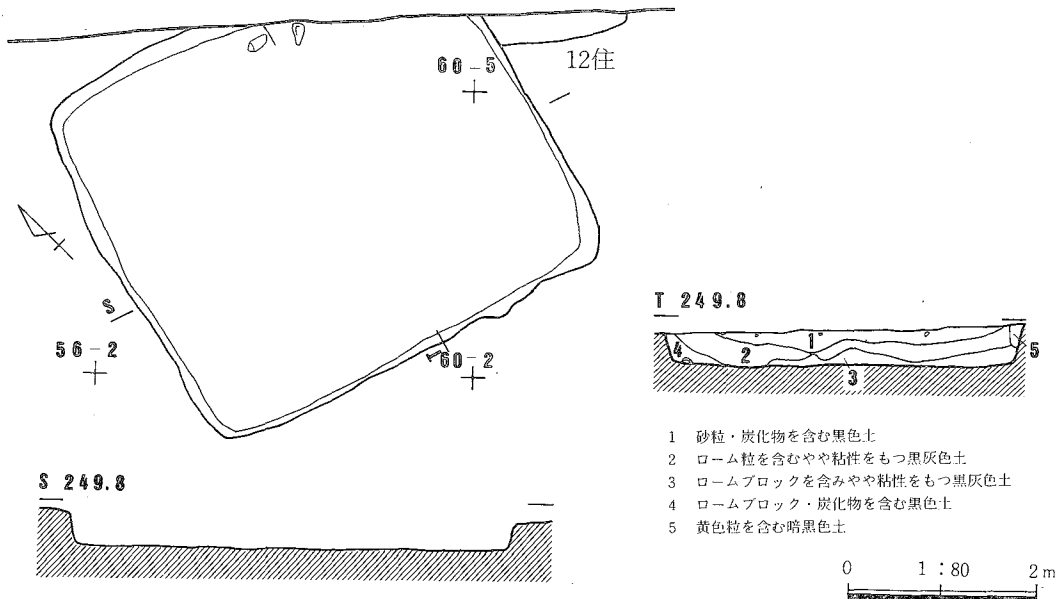 60-5
12住
S
56-2
T
60-2
S 249.8
T 249.8
1
2
3
4
5
1 砂粒・炭化物を含む黒色土
2 ローム粒を含むやや粘性をもつ黒灰色土
3 ロームブロックを含みやや粘性をもつ黒灰色土
4 ロームブロック・炭化物を含む黒色土
5 黄色粒を含む暗黒色土
0 1:80 2m